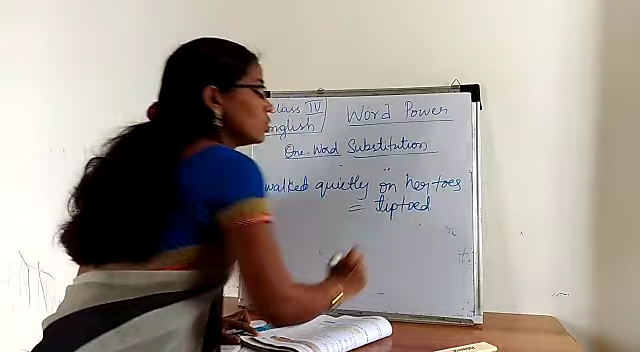 class IV
English
Word Power
One Word Substitution
walked quietly on her toes
= tiptoed